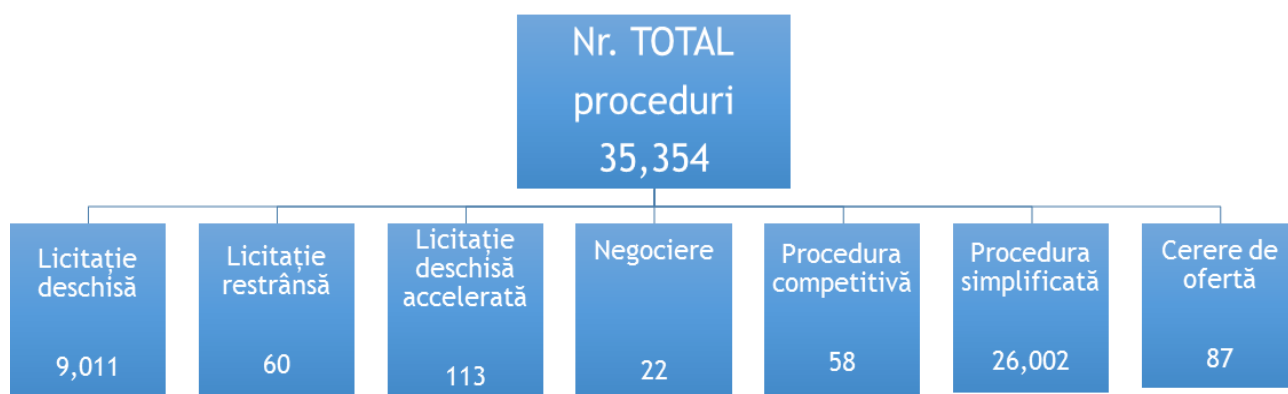 Nr. TOTAL
proceduri
35,354
Licitație
deschisă
9,011
Licitație
restrânsă
60
Licitație
deschisă
accelerată
113
Negociere
22
Procedura
competitivă
58
Procedura
simplificată
26,002
Cerere de
ofertă
87